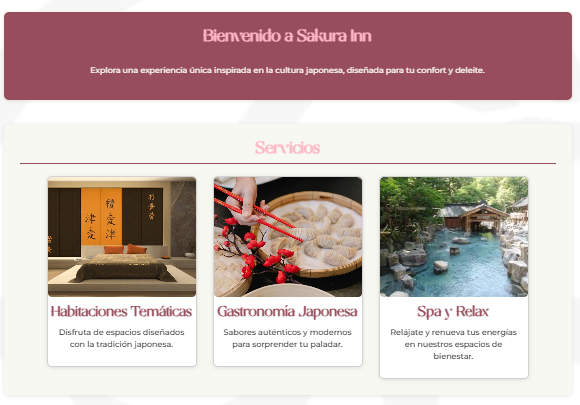 Bienvenido a Sakura Inn
Explora una experiencia única inspirada en la cultura japonesa, diseñada para tu confort y deleite.
Servicios
Habitaciones Temáticas
Disfruta de espacios diseñados
con la tradición japonesa.
Gastronomía Japonesa
Sabores auténticos y modernos
para sorprender tu paladar.
Spa y Relax
Relájate y renueva tus energías
en nuestros espacios de
bienestar.